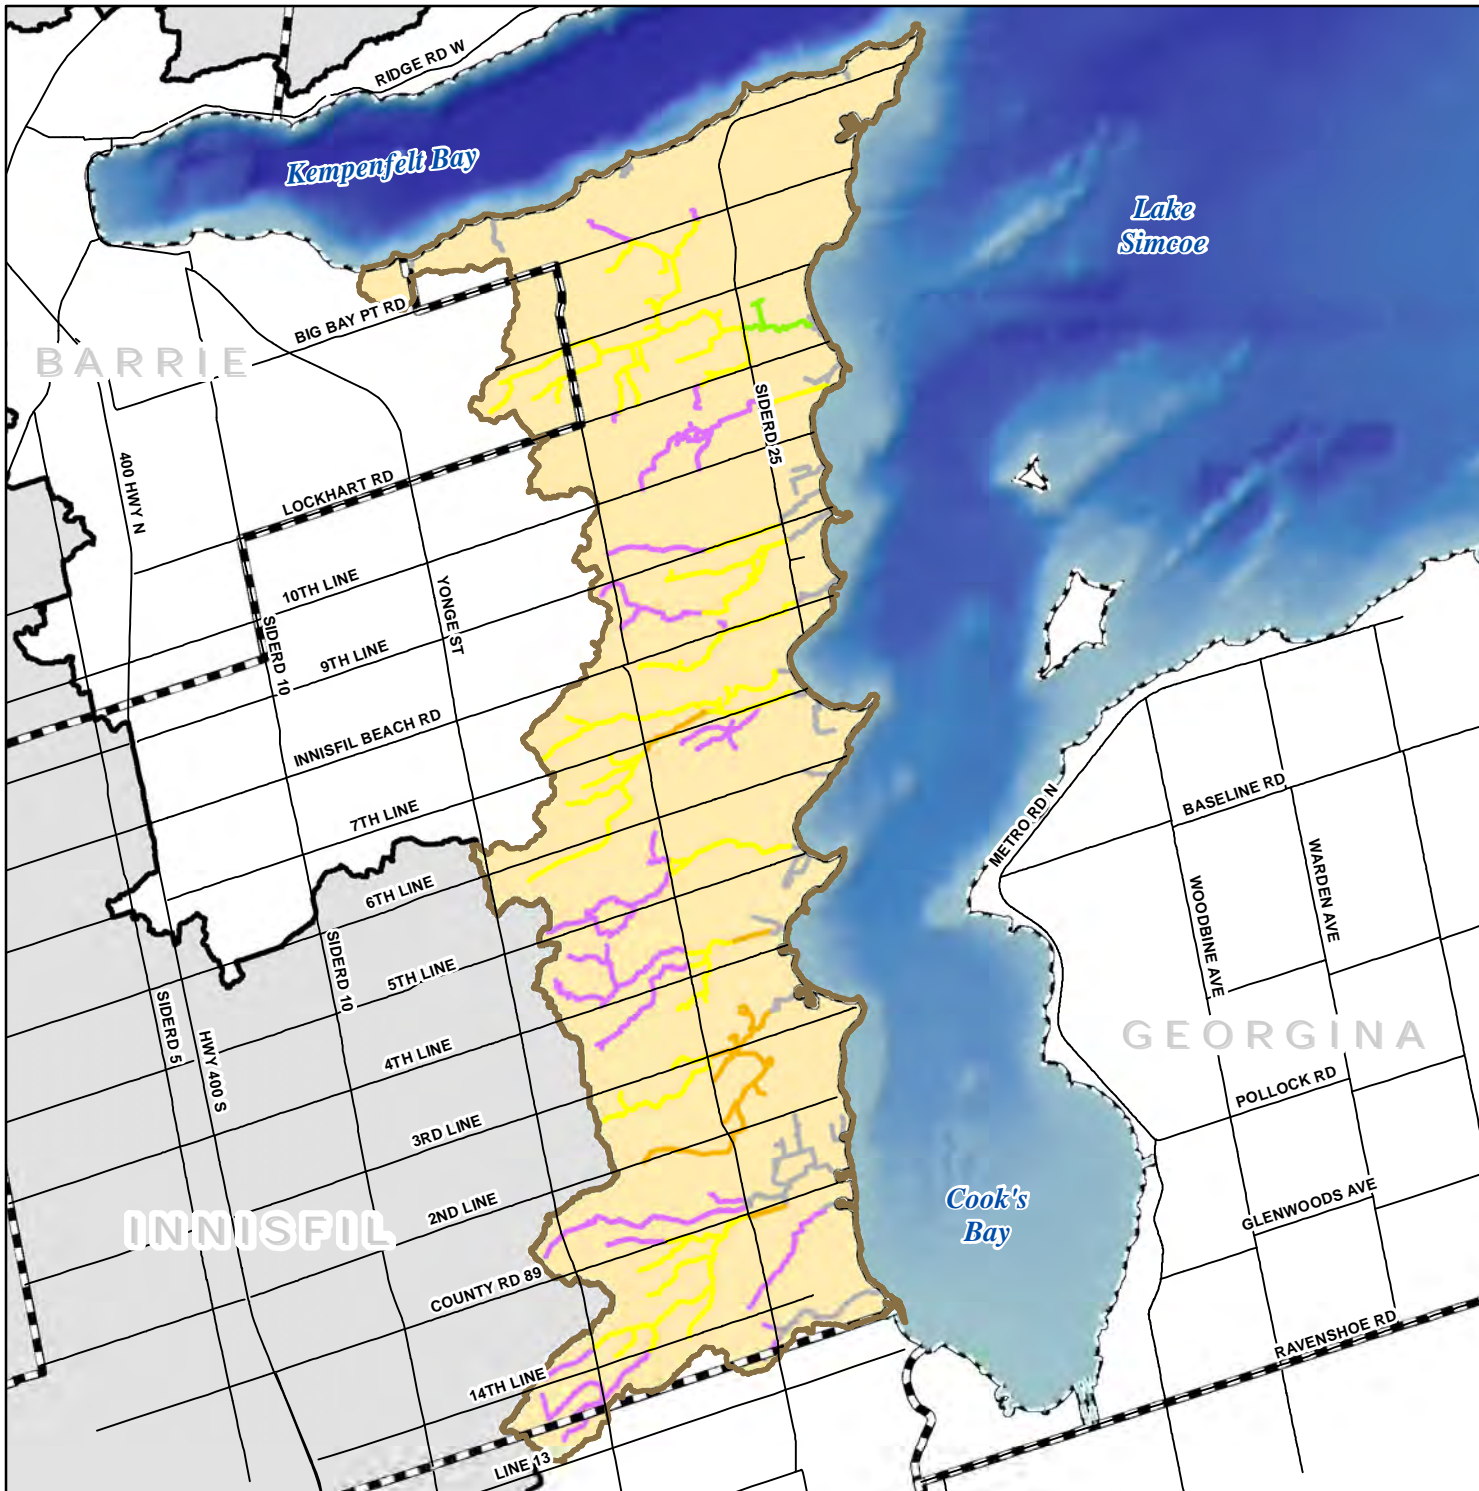 RIDGE RD W
Kempenfelt Bay
Lake
Simcoe
BIG BAY PT RD
BARRIE
SIDERD 25
400 HWY N
LOCKHART RD
10TH LINE
YONGE ST
SIDERD 10
9TH LINE
INNISFIL BEACH RD
7TH LINE
METRO RD N
BASELINE RD
WARDEN AVE
WOODBINE AVE
6TH LINE
SIDERD 10
5TH LINE
SIDERD 5
HWY 400 S
4TH LINE
GEORGINA
POLLOCK RD
3RD LINE
2ND LINE
INNISFIL
Cook's
Bay
GLENWOODS AVE
COUNTY RD 89
RAVENSHOE RD
14TH LINE
LINE 13